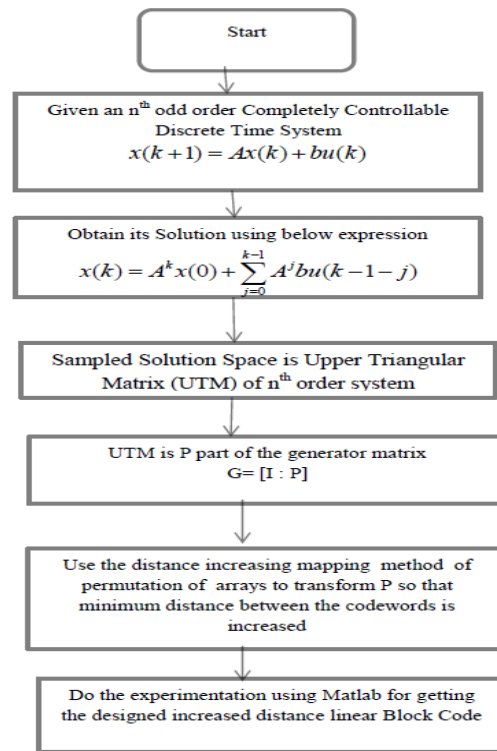 Start
Given an nth odd order Completely Controllable
Discrete Time System
x(k+1) = Ax(k)+bu(k)
Obtain its Solution using below expression
x(k) = A^k x(0) + ∑_{j=0}^{k-1} A^j bu(k−1−j)
Sampled Solution Space is Upper Triangular
Matrix (UTM) of nth order system
UTM is P part of the generator matrix
G= [I : P]
Use the distance increasing mapping method of
permutation of arrays to transform P so that
minimum distance between the codewords is
increased
Do the experimentation using Matlab for getting
the designed increased distance linear Block Code